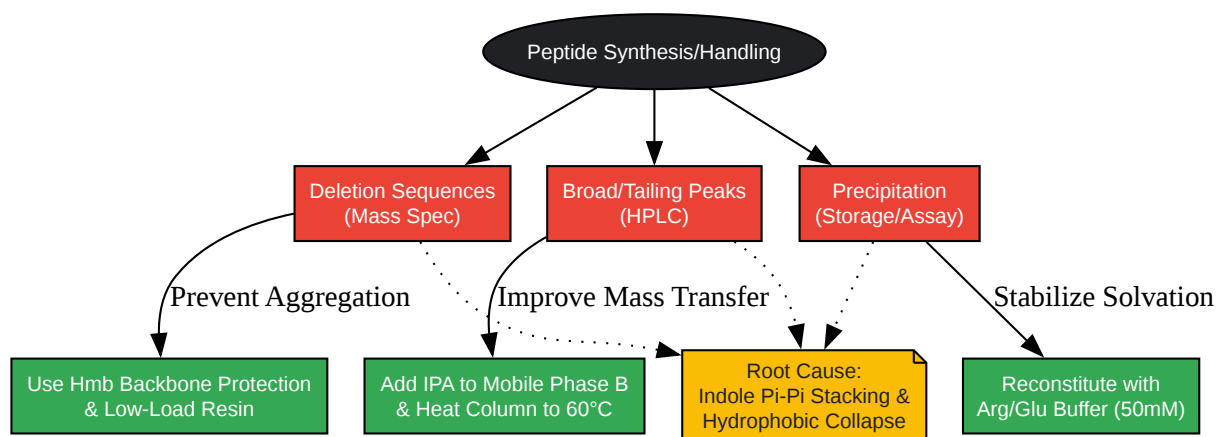 Peptide Synthesis/Handling
Deletion Sequences
(Mass Spec)
Broad/Tailing Peaks
(HPLC)
Precipitation
(Storage/Assay)
Prevent Aggregation
Improve Mass Transfer
Stabilize Solvation
Use Hmb Backbone Protection
& Low-Load Resin
Add IPA to Mobile Phase B
& Heat Column to 60°C
Root Cause:
Indole Pi-Pi Stacking &
Hydrophobic Collapse
Reconstitute with
Arg/Glu Buffer (50mM)